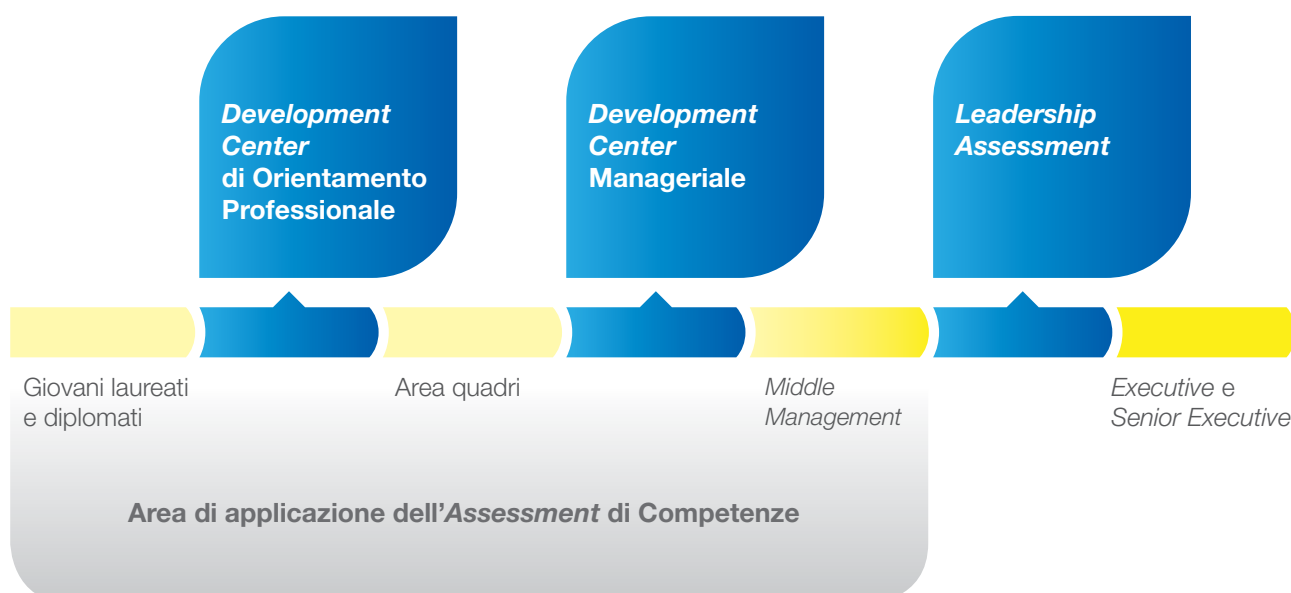 Development
Center
di Orientamento
Professionale
Development
Center
Manageriale
Leadership
Assessment
Giovani laureati
e diplomati
Area quadri
Middle
Management
Executive e
Senior Executive
Area di applicazione dell'Assessment di Competenze